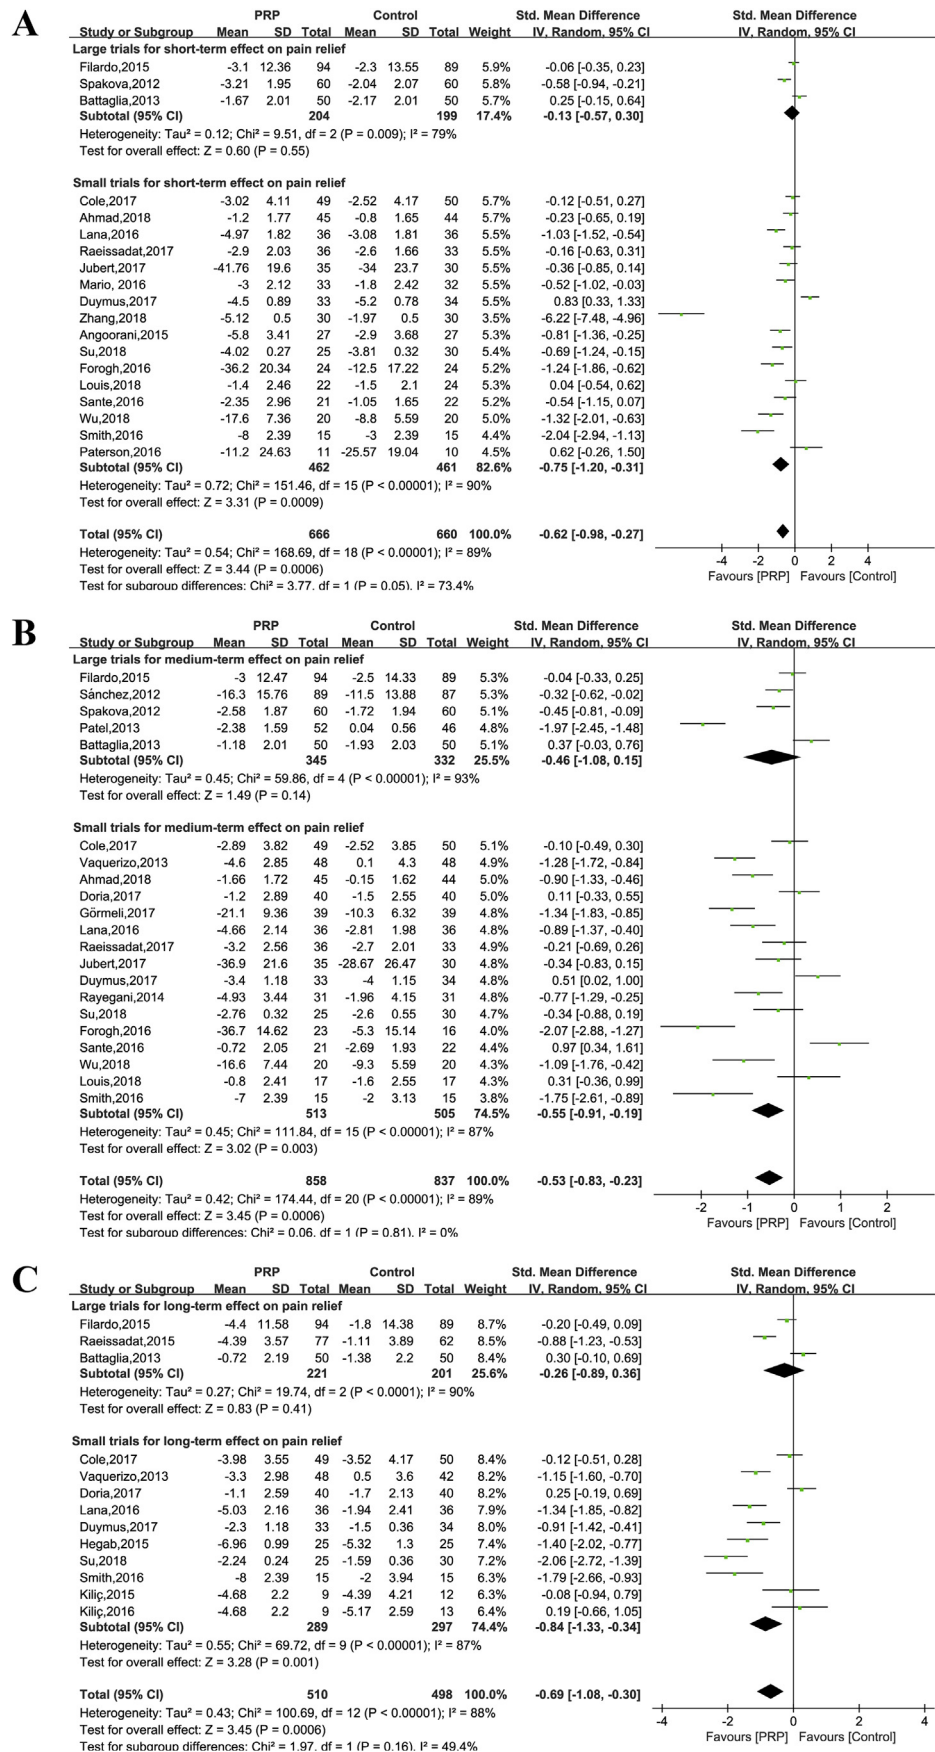 A
PRP Control Std. Mean Difference Std. Mean Difference
Study or Subgroup Mean SD Total Mean SD Total Weight IV, Random, 95% CI IV, Random, 95% CI
Large trials for short-term effect on pain relief
Filardo,2015 -3.1 12.36 94 -2.3 13.55 89 5.9% -0.06 [-0.35, 0.23]
Spakova,2012 -3.21 1.95 60 -2.04 2.07 60 5.8% -0.58 [-0.94, -0.21]
Battaglia,2013 -1.67 2.01 50 -2.17 2.01 50 5.7% 0.25 [-0.15, 0.64]
Subtotal (95% CI) 204 199 17.4% -0.13 [-0.57, 0.30]
Heterogeneity: Tau² = 0.12; Chi² = 9.51, df = 2 (P = 0.009); I² = 79%
Test for overall effect: Z = 0.60 (P = 0.55)
Small trials for short-term effect on pain relief
Cole,2017 -3.02 4.11 49 -2.52 4.17 50 5.7% -0.12 [-0.51, 0.27]
Ahmad,2018 -1.2 1.77 45 -0.8 1.65 44 5.7% -0.23 [-0.65, 0.19]
Lana,2016 -4.97 1.82 36 -3.08 1.81 36 5.5% -1.03 [-1.52, -0.54]
Raeissadat,2017 -2.9 2.03 36 -2.6 1.66 33 5.5% -0.16 [-0.63, 0.31]
Jubert,2017 -41.76 19.6 35 -34 23.7 30 5.5% -0.36 [-0.85, 0.14]
Mario, 2016 -3 2.12 33 -1.8 2.42 32 5.5% -0.52 [-1.02, -0.03]
Duymus,2017 -4.5 0.89 33 -5.2 0.78 34 5.5% 0.83 [0.33, 1.33]
Zhang,2018 -5.12 0.5 30 -1.97 0.5 30 3.5% -6.22 [-7.48, -4.96]
Angoorani,2015 -5.8 3.41 27 -2.9 3.68 27 5.4% -0.81 [-1.36, -0.25]
Su,2018 -4.02 0.27 25 -3.81 0.32 30 5.4% -0.69 [-1.24, -0.15]
Forogh,2016 -36.2 20.34 24 -12.5 17.22 24 5.2% -1.24 [-1.86, -0.62]
Louis,2018 -1.4 2.46 22 -1.5 2.1 24 5.3% 0.04 [-0.54, 0.62]
Sante,2016 -2.35 2.96 21 -1.05 1.65 22 5.2% -0.54 [-1.15, 0.07]
Wu,2018 -17.6 7.36 20 -8.8 5.59 20 5.0% -1.32 [-2.01, -0.63]
Smith,2016 -8 2.39 15 -3 2.39 15 4.4% -2.04 [-2.94, -1.13]
Paterson,2016 -11.2 24.63 11 -25.57 19.04 10 4.5% 0.62 [-0.26, 1.50]
Subtotal (95% CI) 462 461 82.6% -0.75 [-1.20, -0.31]
Heterogeneity: Tau² = 0.72; Chi² = 151.46, df = 15 (P < 0.00001); I² = 90%
Test for overall effect: Z = 3.31 (P = 0.0009)
Total (95% CI) 666 660 100.0% -0.62 [-0.98, -0.27]
Heterogeneity: Tau² = 0.54; Chi² = 168.69, df = 18 (P < 0.00001); I² = 89%
Test for overall effect: Z = 3.44 (P = 0.0006)
Test for subgroup differences: Chi² = 3.77, df = 1 (P = 0.05), I² = 73.4%
-4 -2 0 2 4
Favours [PRP] Favours [Control]
B
PRP Control Std. Mean Difference Std. Mean Difference
Study or Subgroup Mean SD Total Mean SD Total Weight IV, Random, 95% CI IV, Random, 95% CI
Large trials for medium-term effect on pain relief
Filardo,2015 -3 12.47 94 -2.5 14.33 89 5.3% -0.04 [-0.33, 0.25]
Sánchez,2012 -16.3 15.76 89 -11.5 13.88 87 5.3% -0.32 [-0.62, -0.02]
Spakova,2012 -2.58 1.87 60 -1.72 1.94 60 5.1% -0.45 [-0.81, -0.09]
Patel,2013 -2.38 1.59 52 0.04 0.56 46 4.8% -1.97 [-2.45, -1.48]
Battaglia,2013 -1.18 2.01 50 -1.93 2.03 50 5.1% 0.37 [-0.03, 0.76]
Subtotal (95% CI) 345 332 25.5% -0.46 [-1.08, 0.15]
Heterogeneity: Tau² = 0.45; Chi² = 59.86, df = 4 (P < 0.00001); I² = 93%
Test for overall effect: Z = 1.49 (P = 0.14)
Small trials for medium-term effect on pain relief
Cole,2017 -2.89 3.82 49 -2.52 3.85 50 5.1% -0.10 [-0.49, 0.30]
Vaquerizo,2013 -4.6 2.85 48 0.1 4.3 48 4.9% -1.28 [-1.72, -0.84]
Ahmad,2018 -1.66 1.72 45 -0.15 1.62 44 5.0% -0.90 [-1.33, -0.46]
Doria,2017 -1.2 2.89 40 -1.5 2.55 40 5.0% 0.11 [-0.33, 0.55]
Görmeli,2017 -21.1 9.36 39 -10.3 6.32 39 4.8% -1.34 [-1.83, -0.85]
Lana,2016 -4.66 2.14 36 -2.81 1.98 36 4.8% -0.89 [-1.37, -0.40]
Raeissadat,2017 -3.2 2.56 36 -2.7 2.01 33 4.8% -0.21 [-0.69, 0.26]
Jubert,2017 -36.9 21.6 35 -28.67 26.47 30 4.8% -0.34 [-0.83, 0.15]
Duymus,2017 -3.4 1.18 33 -4 1.15 34 4.8% 0.51 [0.02, 1.00]
Rayegani,2014 -4.93 3.44 31 -1.96 4.15 31 4.8% -0.77 [-1.29, -0.25]
Su,2018 -2.76 0.32 25 -2.6 0.55 30 4.8% -0.34 [-0.88, 0.19]
Forogh,2016 -36.7 14.62 23 -5.3 15.14 16 4.0% -2.07 [-2.88, -1.27]
Sante,2016 -0.72 2.05 21 -2.69 1.93 22 4.4% 0.97 [0.34, 1.61]
Wu,2018 -16.6 7.44 20 -9.3 5.59 20 4.3% -1.09 [-1.76, -0.42]
Louis,2018 -0.8 2.41 17 -1.6 2.55 17 4.3% 0.31 [-0.36, 0.99]
Smith,2016 -7 2.39 15 -2 3.13 15 3.8% -1.75 [-2.61, -0.89]
Subtotal (95% CI) 513 505 74.5% -0.55 [-0.91, -0.19]
Heterogeneity: Tau² = 0.45; Chi² = 111.84, df = 15 (P < 0.00001); I² = 87%
Test for overall effect: Z = 3.02 (P = 0.003)
Total (95% CI) 858 837 100.0% -0.53 [-0.83, -0.23]
Heterogeneity: Tau² = 0.42; Chi² = 174.44, df = 20 (P < 0.00001); I² = 89%
Test for overall effect: Z = 3.45 (P = 0.0006)
Test for subgroup differences: Chi² = 0.06, df = 1 (P = 0.81), I² = 0%
-2 -1 0 1 2
Favours [PRP] Favours [Control]
C
PRP Control Std. Mean Difference Std. Mean Difference
Study or Subgroup Mean SD Total Mean SD Total Weight IV, Random, 95% CI IV, Random, 95% CI
Large trials for long-term effect on pain relief
Filardo,2015 -4.4 11.58 94 -1.8 14.38 89 8.7% -0.20 [-0.49, 0.09]
Raeissadat,2015 -4.39 3.57 77 -1.11 3.89 62 8.5% -0.88 [-1.23, -0.53]
Battaglia,2013 -0.72 2.19 50 -1.38 2.2 50 8.4% 0.30 [-0.10, 0.69]
Subtotal (95% CI) 221 201 25.6% -0.26 [-0.89, 0.36]
Heterogeneity: Tau² = 0.27; Chi² = 19.74, df = 2 (P < 0.0001); I² = 90%
Test for overall effect: Z = 0.83 (P = 0.41)
Small trials for long-term effect on pain relief
Cole,2017 -3.98 3.55 49 -3.52 4.17 50 8.4% -0.12 [-0.51, 0.28]
Vaquerizo,2013 -3.3 2.98 48 0.5 3.6 42 8.2% -1.15 [-1.60, -0.70]
Doria,2017 -1.1 2.59 40 -1.7 2.13 40 8.2% 0.25 [-0.19, 0.69]
Lana,2016 -5.03 2.16 36 -1.94 2.41 36 7.9% -1.34 [-1.85, -0.82]
Duymus,2017 -2.3 1.18 33 -1.5 0.36 34 8.0% -0.91 [-1.42, -0.41]
Hegab,2015 -6.96 0.99 25 -5.32 1.3 25 7.4% -1.40 [-2.02, -0.77]
Su,2018 -2.24 0.24 25 -1.59 0.36 30 7.2% -2.06 [-2.72, -1.39]
Smith,2016 -8 2.39 15 -2 3.94 15 6.3% -1.79 [-2.66, -0.93]
Kiliç,2015 -4.68 2.2 9 -4.39 4.21 12 6.3% -0.08 [-0.94, 0.79]
Kiliç,2016 -4.68 2.2 9 -5.17 2.59 13 6.4% 0.19 [-0.66, 1.05]
Subtotal (95% CI) 289 297 74.4% -0.84 [-1.33, -0.34]
Heterogeneity: Tau² = 0.55; Chi² = 69.72, df = 9 (P < 0.00001); I² = 87%
Test for overall effect: Z = 3.28 (P = 0.001)
Total (95% CI) 510 498 100.0% -0.69 [-1.08, -0.30]
Heterogeneity: Tau² = 0.43; Chi² = 100.69, df = 12 (P < 0.00001); I² = 88%
Test for overall effect: Z = 3.45 (P = 0.0006)
Test for subgroup differences: Chi² = 1.97, df = 1 (P = 0.16), I² = 49.4%
-4 -2 0 2 4
Favours [PRP] Favours [Control]